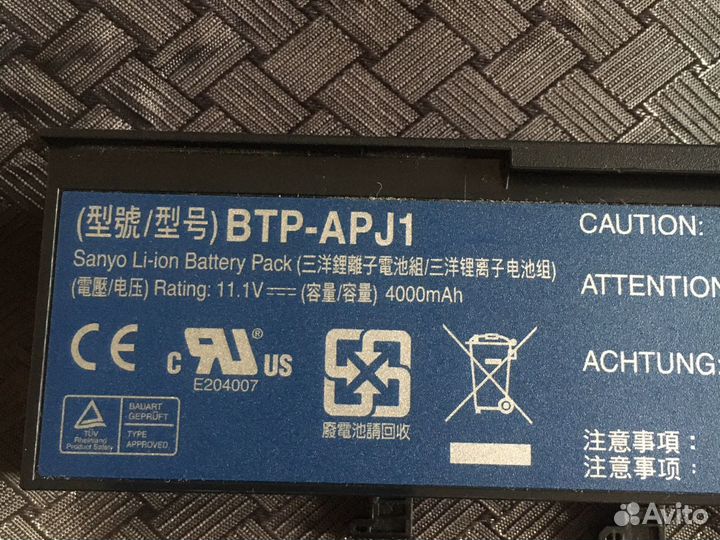 (型號/型号) BTP-APJ1
Sanyo Li-ion Battery Pack (三洋鋰離子電池組/三洋锂离子电池组)
(電壓/电压) Rating: 11.1V⎓ (容量/容量) 4000mAh
CE
c UL ® US
E204007
TÜV
Rheinland
Product Safety
BAUART
GEPRÜFT
TYPE
APPROVED
廢電池請回收
CAUTION:
ATTENTION
ACHTUNG:
注意事項：
注意事项：
Avito